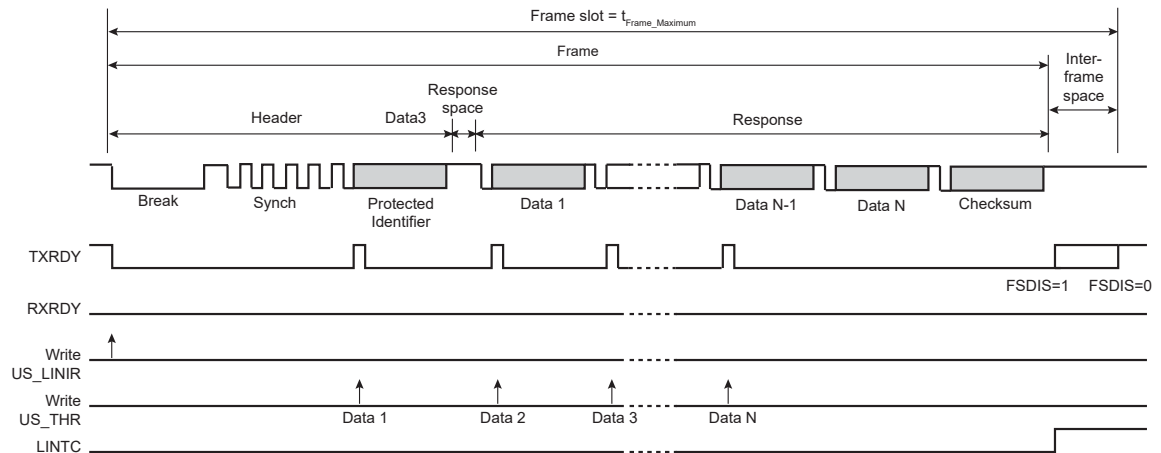 Frame slot = tFrame_Maximum
Frame
Inter-
frame
space
Response
space
Header
Data3
Response
Break
Synch
Protected
Identifier
Data 1
Data N-1
Data N
Checksum
TXRDY
FSDIS=1
FSDIS=0
RXRDY
Write
US_LINIR
Write
US_THR
Data 1
Data 2
Data 3
Data N
LINTC